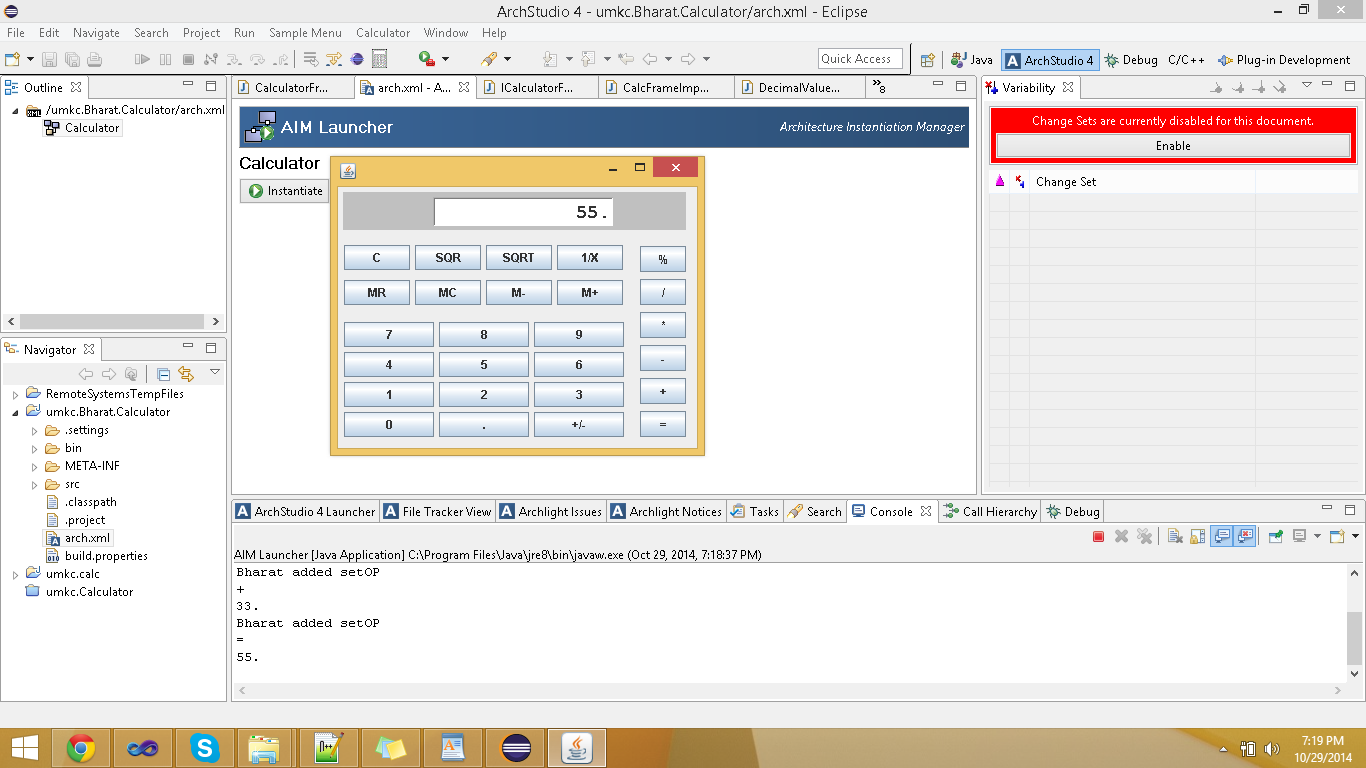 ArchStudio 4 - umkc.Bharat.Calculator/arch.xml - Eclipse
File Edit Navigate Search Project Run Sample Menu Calculator Window Help
Quick Access
Java
ArchStudio 4
Debug
C/C++
Plug-in Development
Outline
/umkc.Bharat.Calculator/arch.xml
Calculator
CalculatorFr...
arch.xml - A...
ICalculatorF...
CalcFrameImp...
DecimalValue...
»8
AIM Launcher
Architecture Instantiation Manager
Calculator
Instantiate
55.
C SQR SQRT 1/X %
MR MC M- M+ /
7 8 9 *
4 5 6 -
1 2 3 +
0 . +/- =
Variability
Change Sets are currently disabled for this document.
Enable
Change Set
Navigator
RemoteSystemsTempFiles
umkc.Bharat.Calculator
.settings
bin
META-INF
src
.classpath
.project
arch.xml
build.properties
umkc.calc
umkc.Calculator
ArchStudio 4 Launcher
File Tracker View
Archlight Issues
Archlight Notices
Tasks
Search
Console
Call Hierarchy
Debug
AIM Launcher [Java Application] C:\Program Files\Java\jre8\bin\javaw.exe (Oct 29, 2014, 7:18:37 PM)
Bharat added setOP
+
33.
Bharat added setOP
=
55.
7:19 PM
10/29/2014